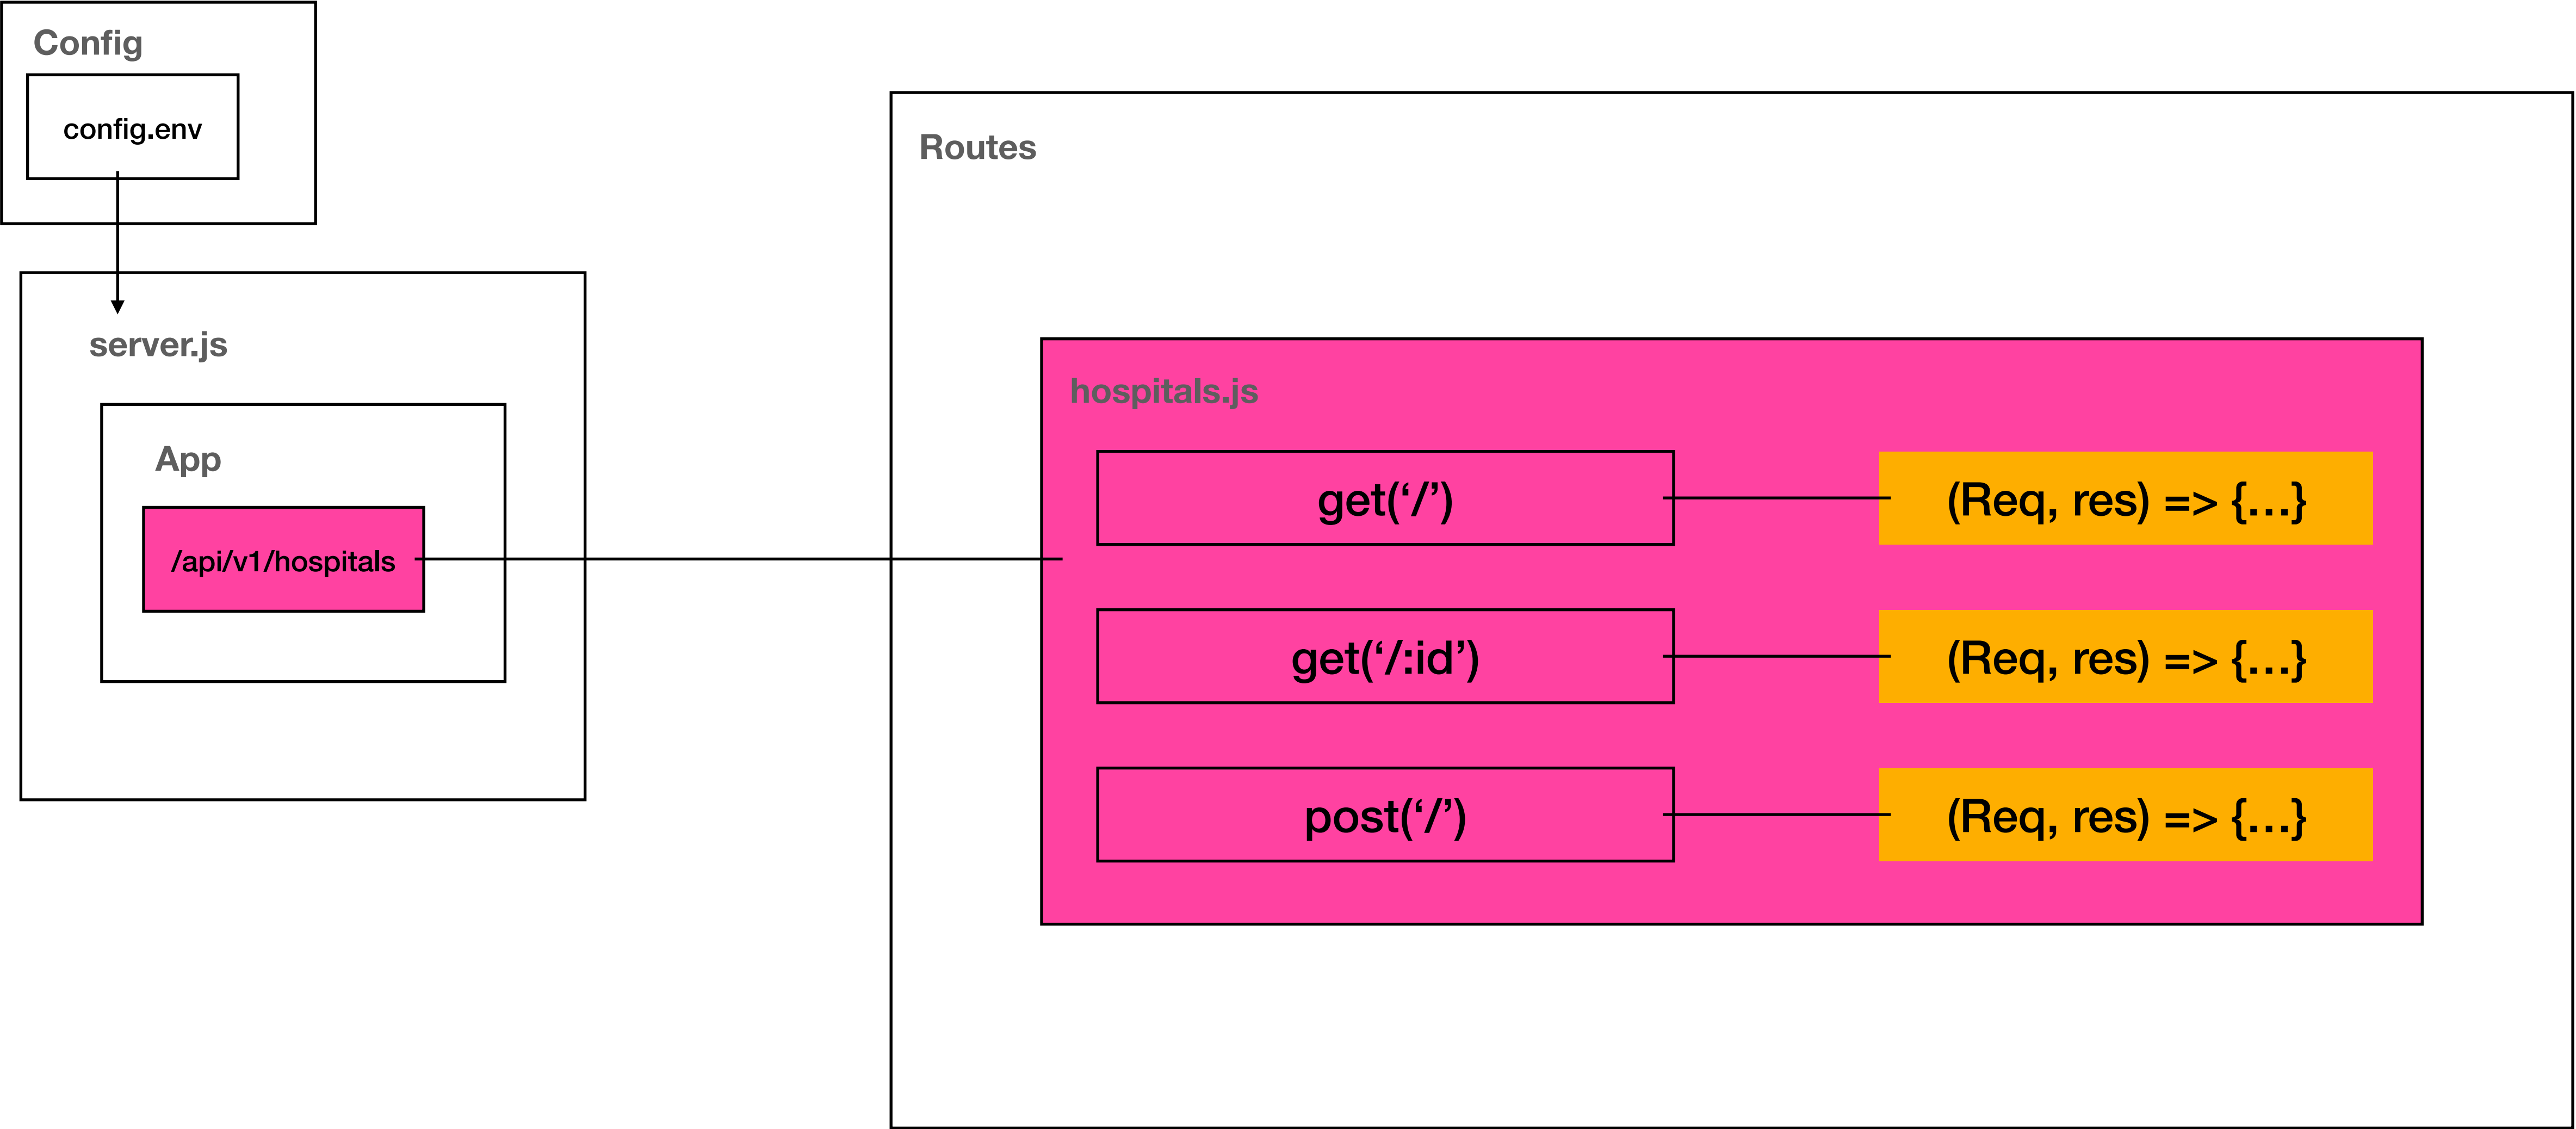 Config
config.env
server.js
App
/api/v1/hospitals
Routes
hospitals.js
get(‘/’)
(Req, res) => {…}
get(‘/:id’)
(Req, res) => {…}
post(‘/’)
(Req, res) => {…}